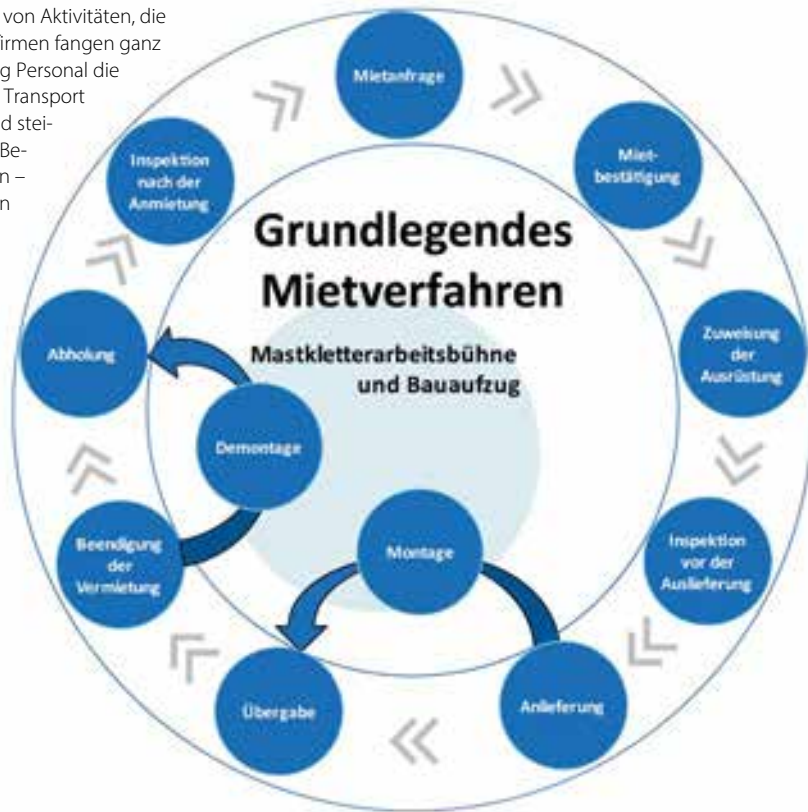 von Aktivitäten, die
firmen fangen ganz
g Personal die
Transport
d stei-
Be-
n –
n
Mietanfrage
Miet-
bestätigung
Zuweisung
der
Ausrüstung
Inspektion
vor der
Auslieferung
Anlieferung
Montage
Übergabe
Beendigung
der
Vermietung
Demontage
Abholung
Inspektion
nach der
Anmietung
Grundlegendes
Mietverfahren
Mastkletterarbeitsbühne
und Bauaufzug